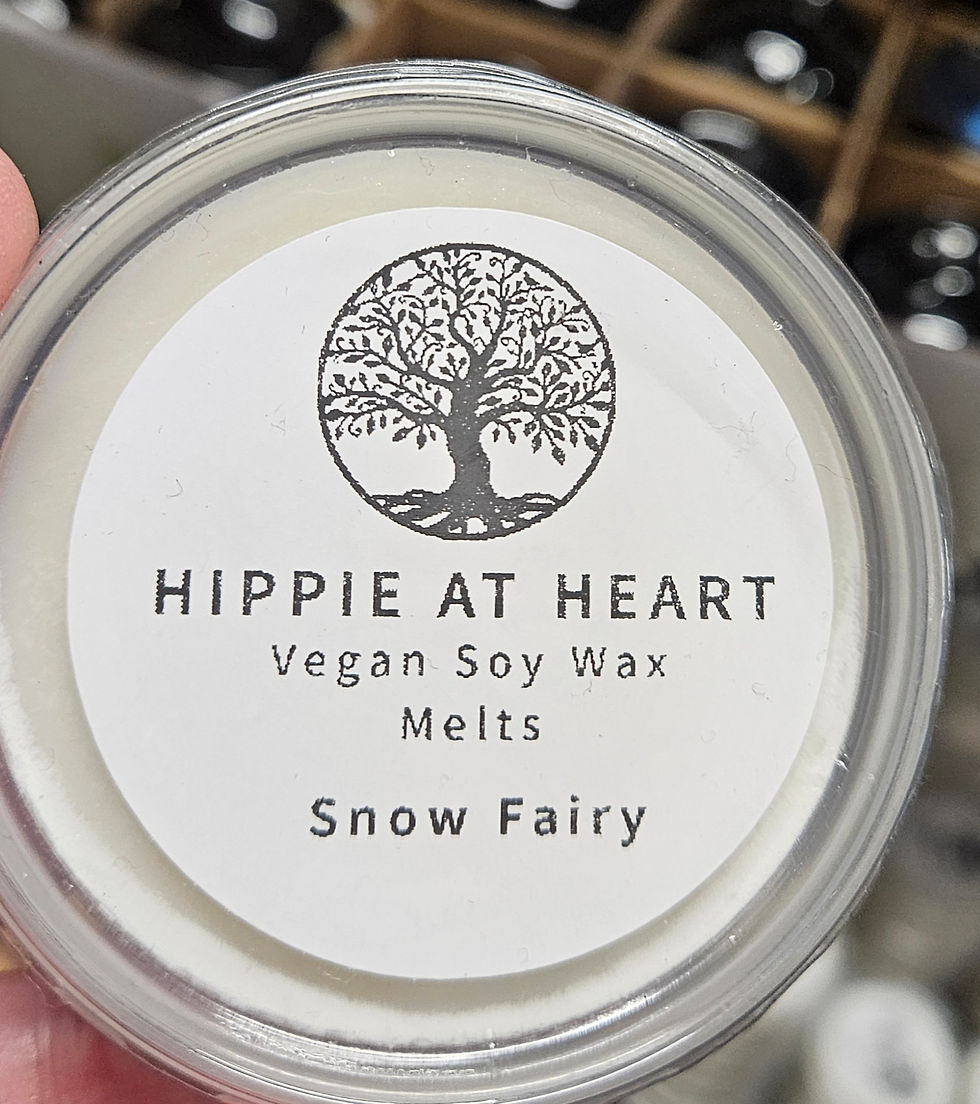 HIPPIE AT HEART
Vegan Soy Wax
Melts
Snow Fairy